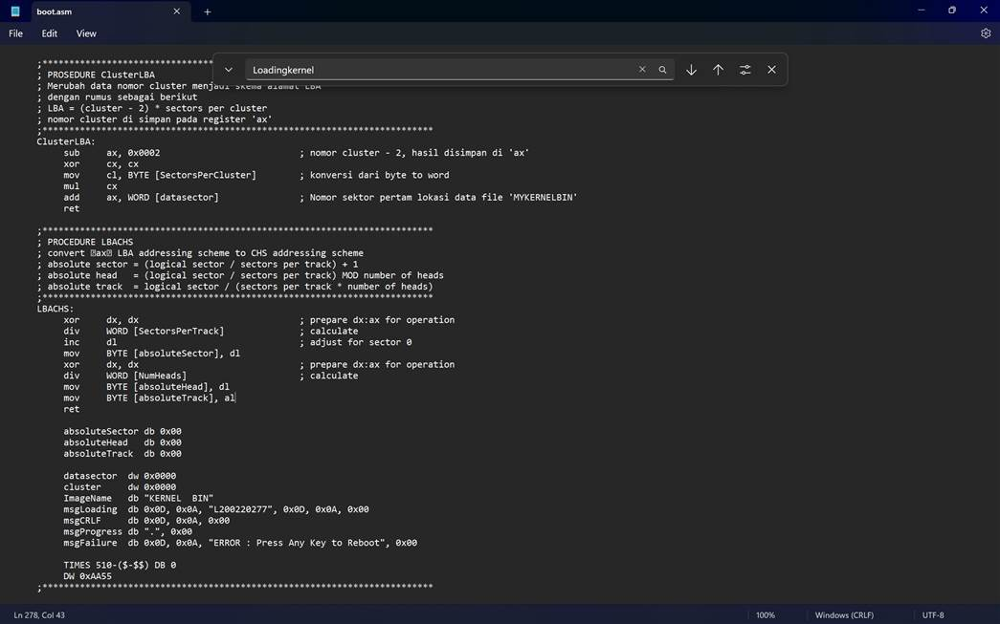 boot.asm
File Edit View
Loadingkernel
;*************************************
; PROSEDURE ClusterLBA
; Merubah data nomor cluster menjadi skema alamat LBA
; dengan rumus sebagai berikut
; LBA = (cluster - 2) * sectors per cluster
; nomor cluster di simpan pada register 'ax'
;*************************************************************************
ClusterLBA:
sub ax, 0x0002 ; nomor cluster - 2, hasil disimpan di 'ax'
xor cx, cx
mov cl, BYTE [SectorsPerCluster] ; konversi dari byte to word
mul cx
add ax, WORD [datasector] ; Nomor sektor pertam lokasi data file 'MYKERNELBIN'
ret
;*************************************************************************
; PROCEDURE LBACHS
; convert ax LBA addressing scheme to CHS addressing scheme
; absolute sector = (logical sector / sectors per track) + 1
; absolute head = (logical sector / sectors per track) MOD number of heads
; absolute track = logical sector / (sectors per track * number of heads)
;*************************************************************************
LBACHS:
xor dx, dx ; prepare dx:ax for operation
div WORD [SectorsPerTrack] ; calculate
inc dl ; adjust for sector 0
mov BYTE [absoluteSector], dl
xor dx, dx ; prepare dx:ax for operation
div WORD [NumHeads] ; calculate
mov BYTE [absoluteHead], dl
mov BYTE [absoluteTrack], al
ret
absoluteSector db 0x00
absoluteHead db 0x00
absoluteTrack db 0x00
datasector dw 0x0000
cluster dw 0x0000
ImageName db "KERNEL  BIN"
msgLoading db 0x0D, 0x0A, "L200220277", 0x0D, 0x0A, 0x00
msgCRLF db 0x0D, 0x0A, 0x00
msgProgress db ".", 0x00
msgFailure db 0x0D, 0x0A, "ERROR : Press Any Key to Reboot", 0x00
TIMES 510-($-$$) DB 0
DW 0xAA55
;*************************************************************************
Ln 278, Col 43 100% Windows (CRLF) UTF-8